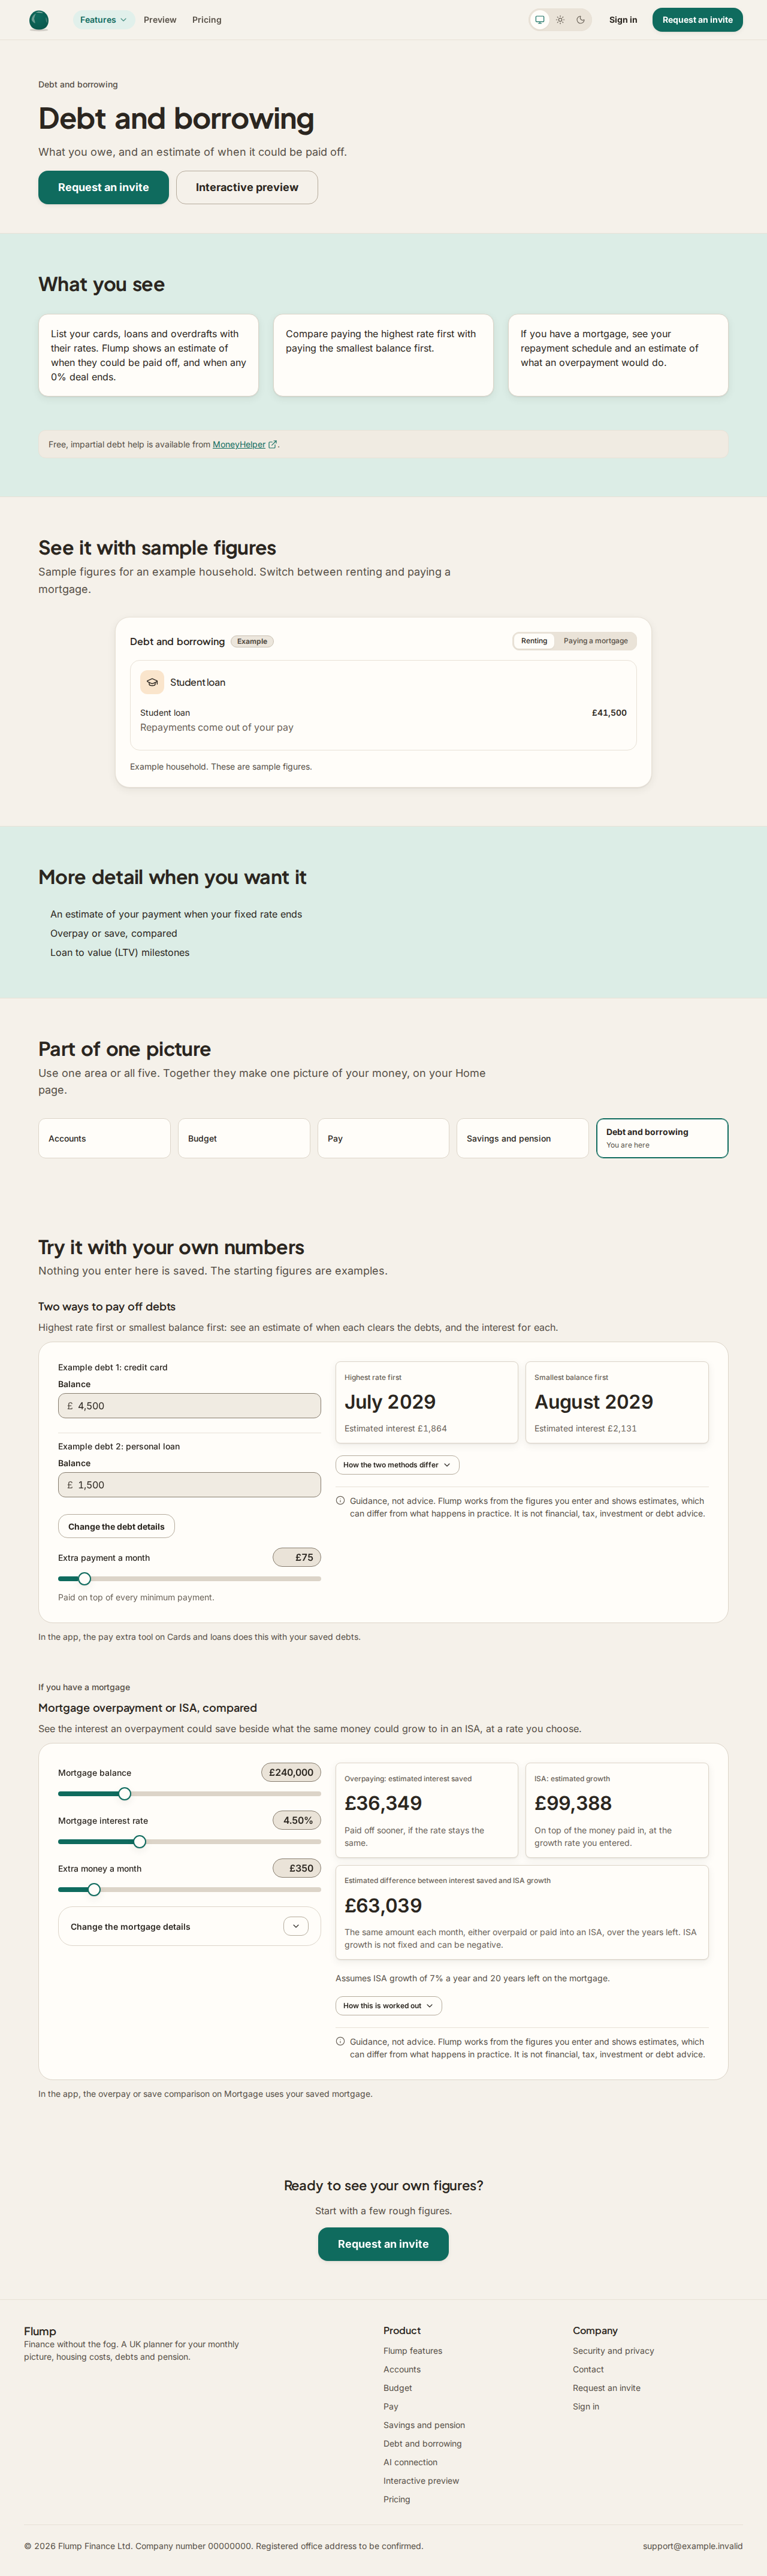 Features
Preview
Pricing
Sign in
Request an invite
Debt and borrowing
Debt and borrowing
What you owe, and an estimate of when it could be paid off.
Request an invite
Interactive preview
What you see
List your cards, loans and overdrafts with
their rates. Flump shows an estimate of
when they could be paid off, and when any
0% deal ends.
Compare paying the highest rate first with
paying the smallest balance first.
If you have a mortgage, see your
repayment schedule and an estimate of
what an overpayment would do.
Free, impartial debt help is available from MoneyHelper.
See it with sample figures
Sample figures for an example household. Switch between renting and paying a
mortgage.
Debt and borrowing
Example
Renting
Paying a mortgage
Student loan
Student loan
£41,500
Repayments come out of your pay
Example household. These are sample figures.
More detail when you want it
An estimate of your payment when your fixed rate ends
Overpay or save, compared
Loan to value (LTV) milestones
Part of one picture
Use one area or all five. Together they make one picture of your money, on your Home
page.
Accounts
Budget
Pay
Savings and pension
Debt and borrowing
You are here
Try it with your own numbers
Nothing you enter here is saved. The starting figures are examples.
Two ways to pay off debts
Highest rate first or smallest balance first: see an estimate of when each clears the debts, and the interest for each.
Example debt 1: credit card
Balance
£ 4,500
Example debt 2: personal loan
Balance
£ 1,500
Change the debt details
Extra payment a month
£75
Paid on top of every minimum payment.
Highest rate first
July 2029
Estimated interest £1,864
Smallest balance first
August 2029
Estimated interest £2,131
How the two methods differ
Guidance, not advice. Flump works from the figures you enter and shows estimates, which
can differ from what happens in practice. It is not financial, tax, investment or debt advice.
In the app, the pay extra tool on Cards and loans does this with your saved debts.
If you have a mortgage
Mortgage overpayment or ISA, compared
See the interest an overpayment could save beside what the same money could grow to in an ISA, at a rate you choose.
Mortgage balance
£240,000
Mortgage interest rate
4.50%
Extra money a month
£350
Change the mortgage details
Overpaying: estimated interest saved
£36,349
Paid off sooner, if the rate stays the
same.
ISA: estimated growth
£99,388
On top of the money paid in, at the
growth rate you entered.
Estimated difference between interest saved and ISA growth
£63,039
The same amount each month, either overpaid or paid into an ISA, over the years left. ISA
growth is not fixed and can be negative.
Assumes ISA growth of 7% a year and 20 years left on the mortgage.
How this is worked out
Guidance, not advice. Flump works from the figures you enter and shows estimates, which
can differ from what happens in practice. It is not financial, tax, investment or debt advice.
In the app, the overpay or save comparison on Mortgage uses your saved mortgage.
Ready to see your own figures?
Start with a few rough figures.
Request an invite
Flump
Finance without the fog. A UK planner for your monthly
picture, housing costs, debts and pension.
Product
Flump features
Accounts
Budget
Pay
Savings and pension
Debt and borrowing
AI connection
Interactive preview
Pricing
Company
Security and privacy
Contact
Request an invite
Sign in
© 2026 Flump Finance Ltd. Company number 00000000. Registered office address to be confirmed.
support@example.invalid